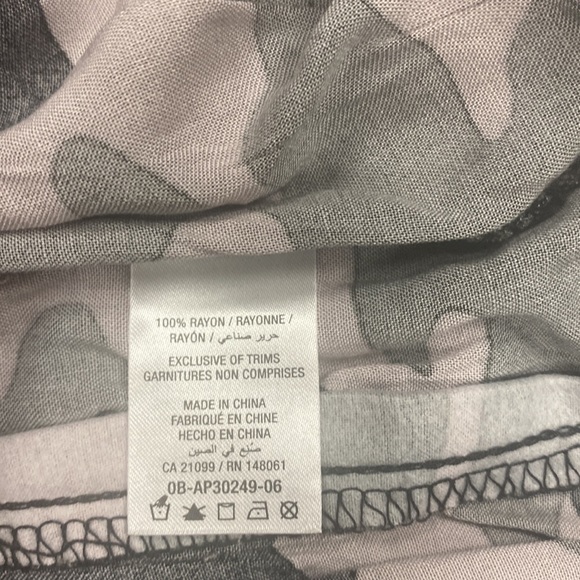 100% RAYON / RAYONNE /
RAYÓN / حرير صناعي
EXCLUSIVE OF TRIMS
GARNITURES NON COMPRISES
MADE IN CHINA
FABRIQUÉ EN CHINE
HECHO EN CHINA
صُنِع في الصين
CA 21099 / RN 148061
0B-AP30249-06